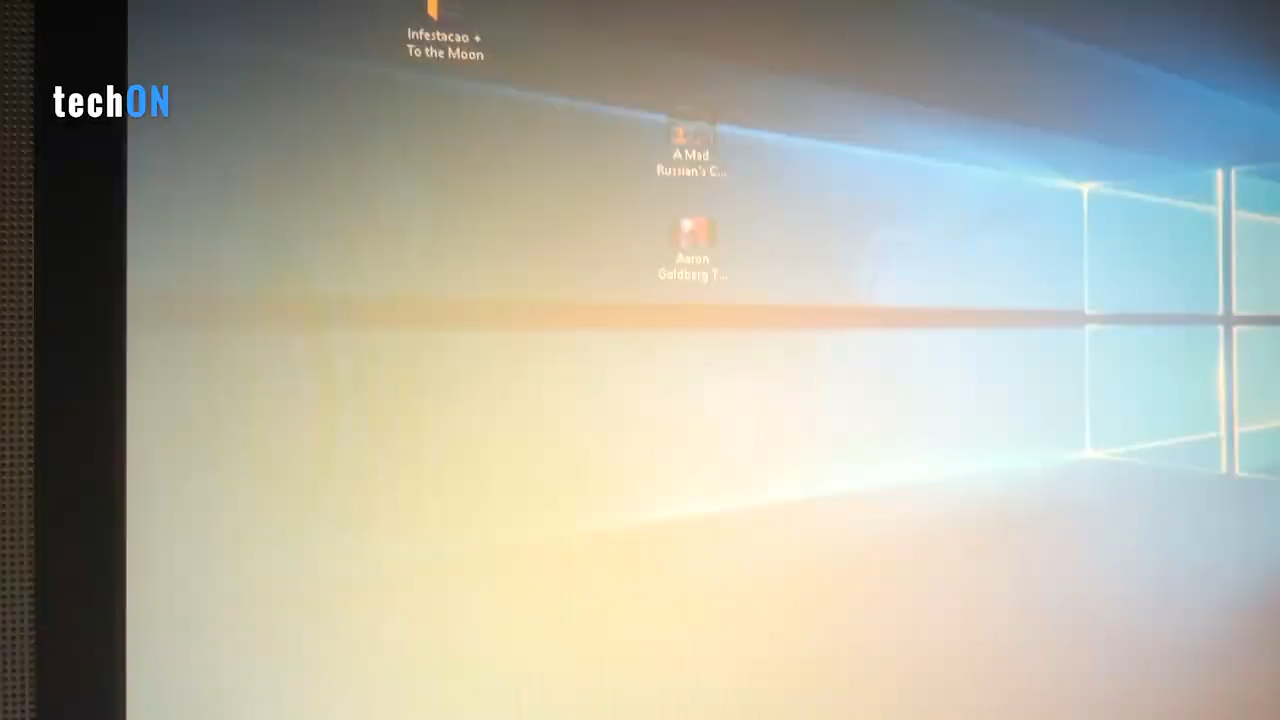 Infestacao +
To the Moon
techON
A Mad
Russian's C...
Aaron
Goldberg T...